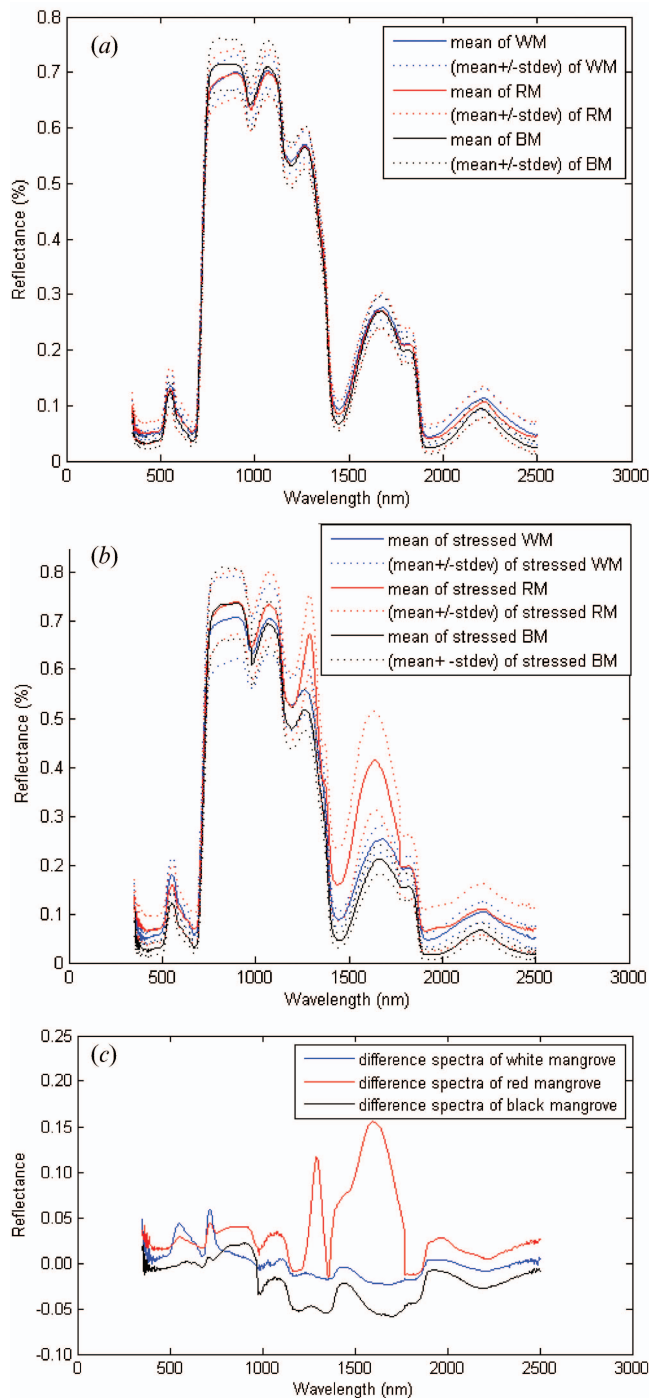 (a)
mean of WM
(mean+/-stdev) of WM
mean of RM
(mean+/-stdev) of RM
mean of BM
(mean+/-stdev) of BM
0.8
0.7
0.6
0.5
0.4
0.3
0.2
0.1
0
Reflectance (%)
0 500 1000 1500 2000 2500 3000
Wavelength (nm)
(b)
mean of stressed WM
(mean+/-stdev) of stressed WM
mean of stressed RM
(mean+/-stdev) of stressed RM
mean of stressed BM
(mean+ -stdev) of stressed BM
0.8
0.7
0.6
0.5
0.4
0.3
0.2
0.1
0
Reflectance (%)
0 500 1000 1500 2000 2500 3000
Wavelength (nm)
(c)
difference spectra of white mangrove
difference spectra of red mangrove
difference spectra of black mangrove
0.25
0.20
0.15
0.10
0.05
0.00
-0.05
-0.10
Reflectance
0 500 1000 1500 2000 2500 3000
Wavelength (nm)